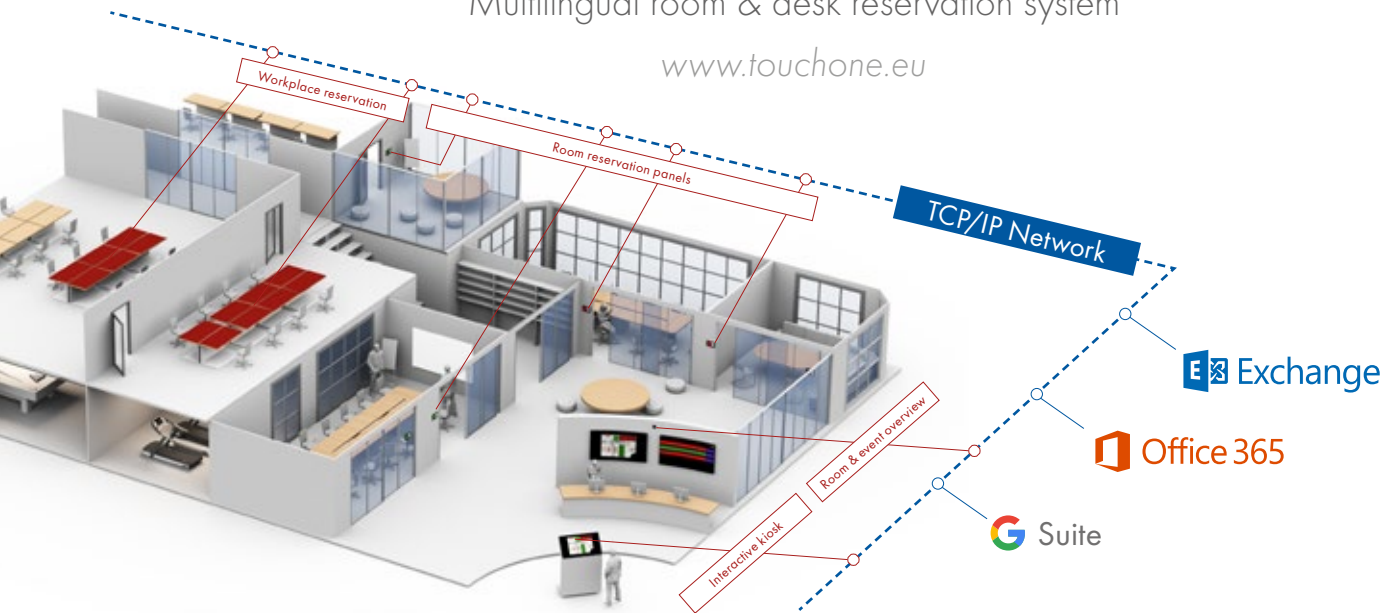 Multilingual room & desk reservation system
www.touchone.eu
Workplace reservation
Room reservation panels
TCP/IP Network
E Exchange
Office 365
G Suite
Room & event overview
Interactive kiosk